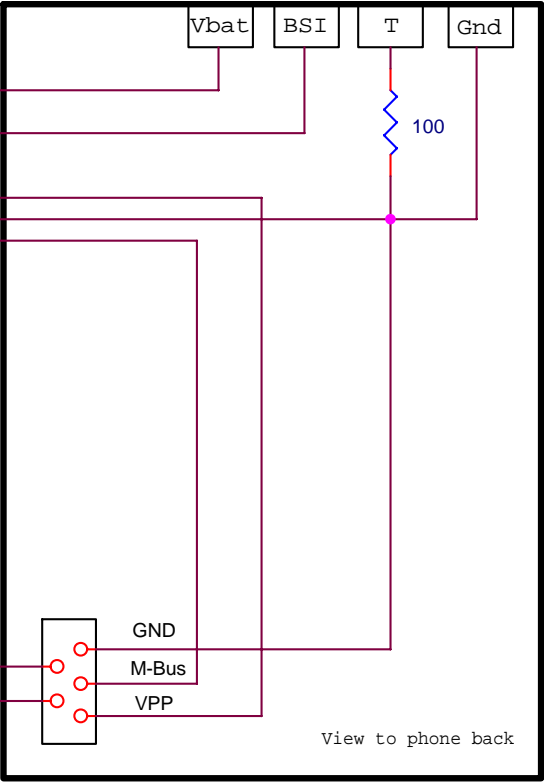 Vbat BSI T Gnd
100
GND
M-Bus
VPP
View to phone back